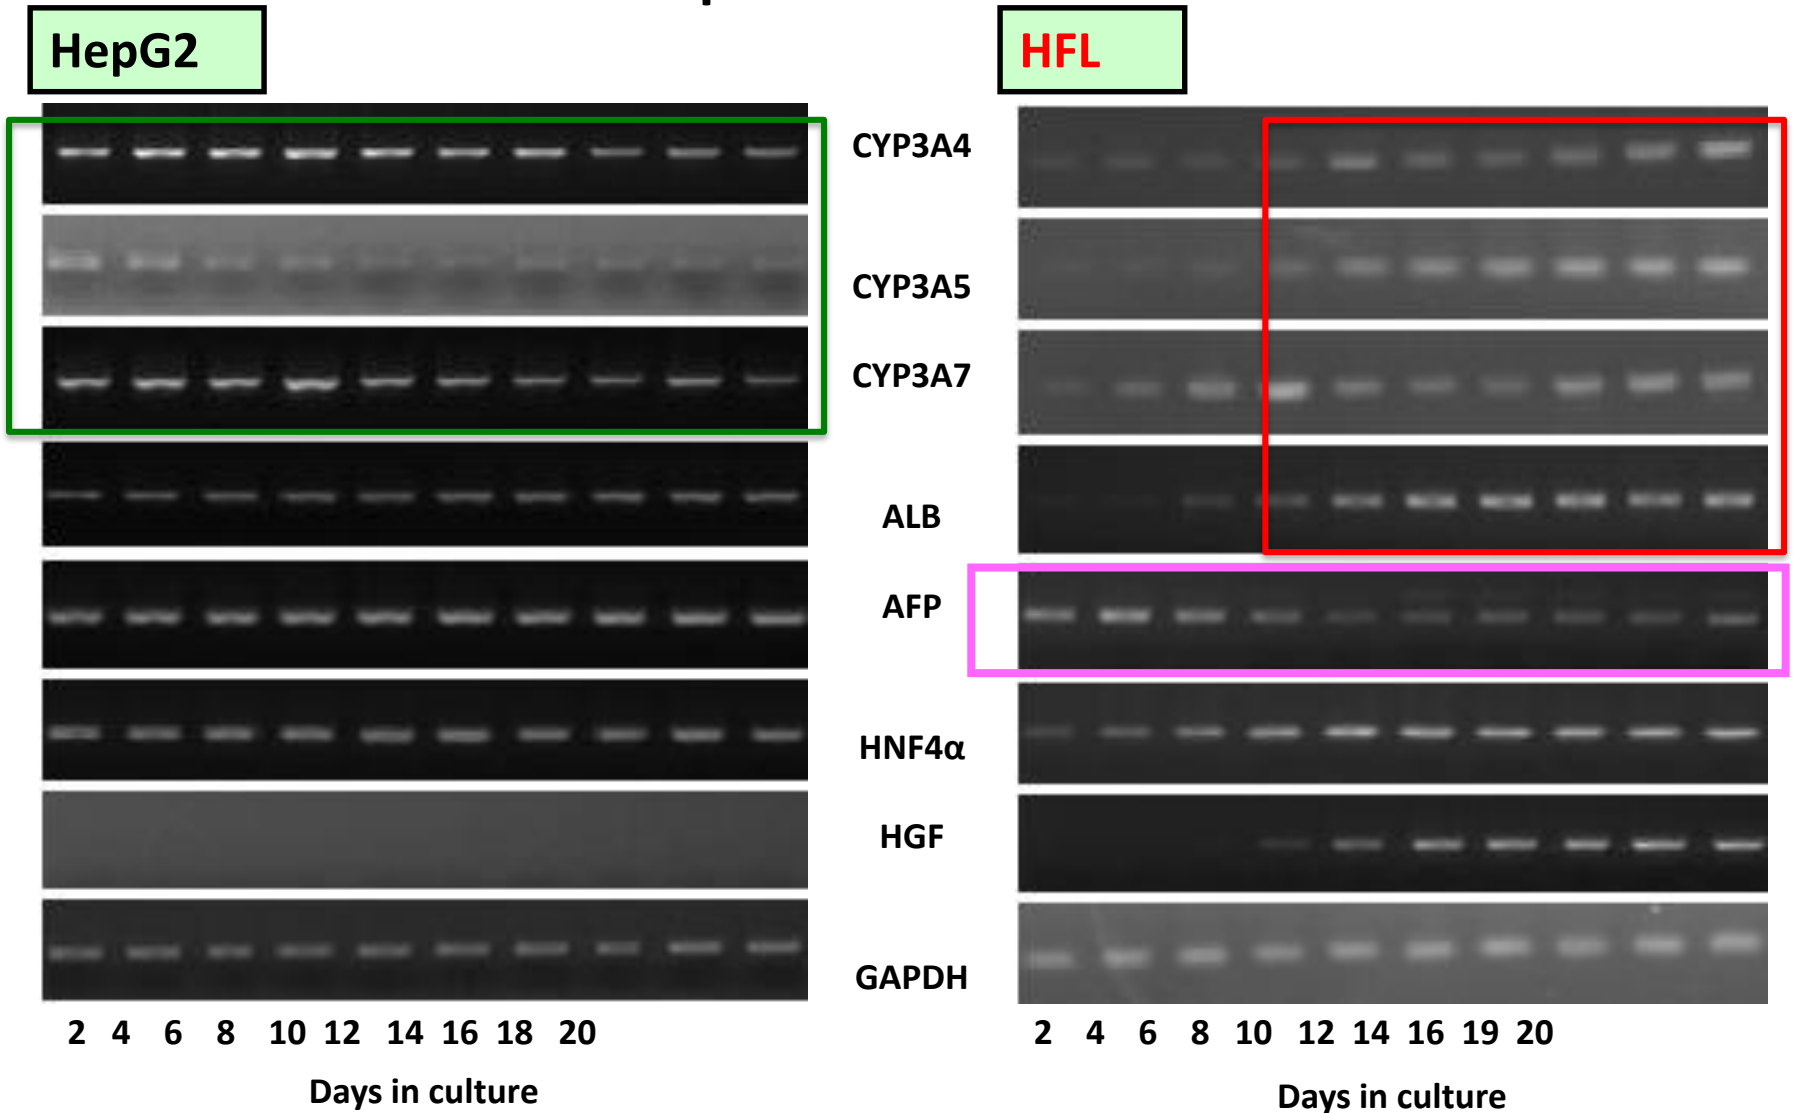 HepG2
HFL
CYP3A4
CYP3A5
CYP3A7
ALB
AFP
HNF4α
HGF
GAPDH
2 4 6 8 10 12 14 16 18 20
2 4 6 8 10 12 14 16 19 20
Days in culture
Days in culture